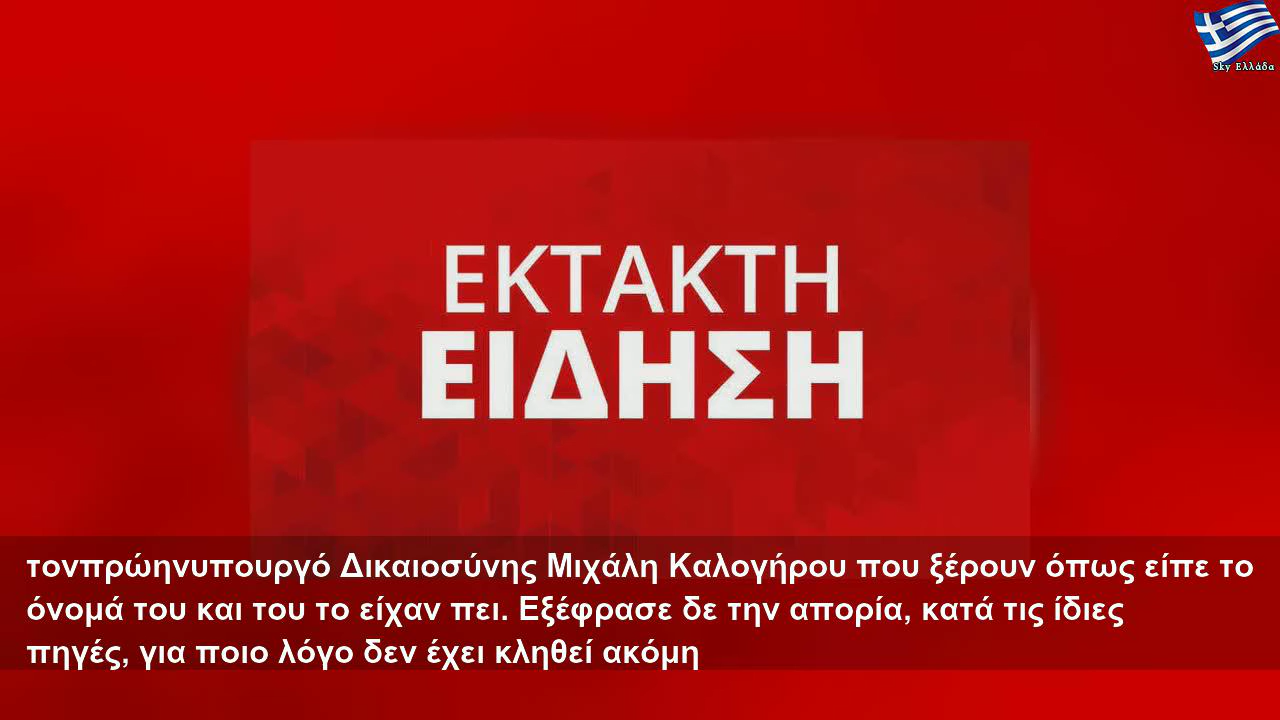 Sky Ελλάδα
ΕΚΤΑΚΤΗ
ΕΙΔΗΣΗ
τονπρώηνυπουργό Δικαιοσύνης Μιχάλη Καλογήρου που ξέρουν όπως είπε το
όνομά του και του το είχαν πει. Εξέφρασε δε την απορία, κατά τις ίδιες
πηγές, για ποιο λόγο δεν έχει κληθεί ακόμη